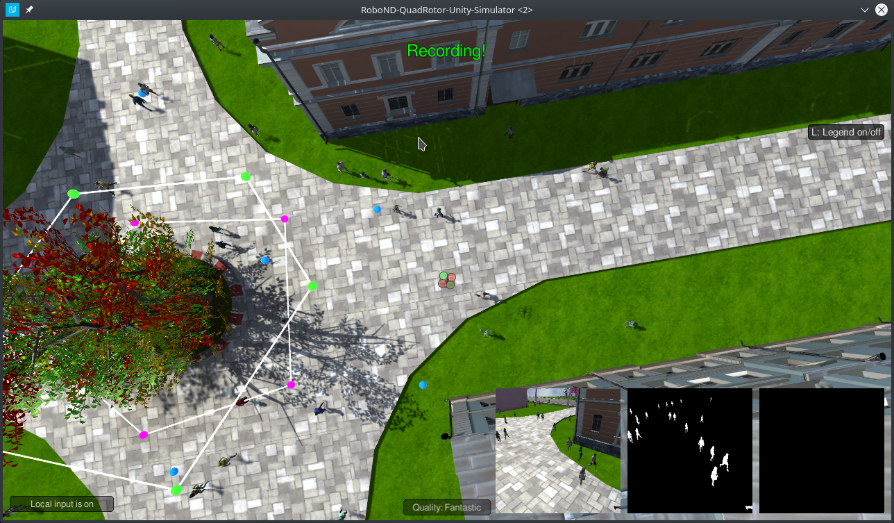 RoboND-QuadRotor-Unity-Simulator <2>
Recording!
L: Legend on/off
Local input is on
Quality: Fantastic